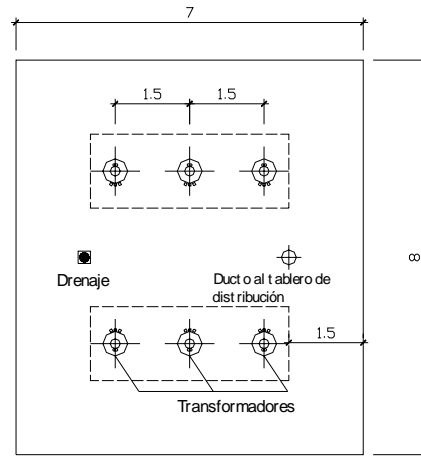 7
1.5 1.5
8
Drenaje
Ducto al tablero de
distribución
1.5
Transformadores